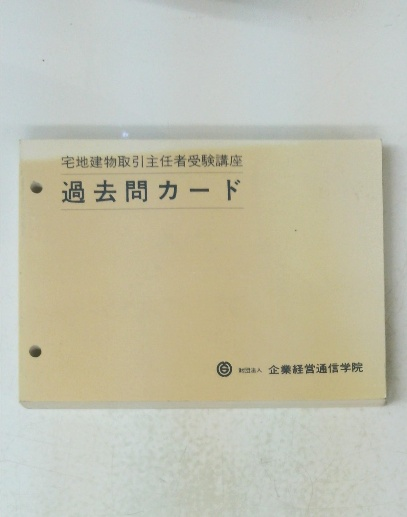 宅地建物取引主任者受験講座
過去問カード
財団法人 企業経営通信学院